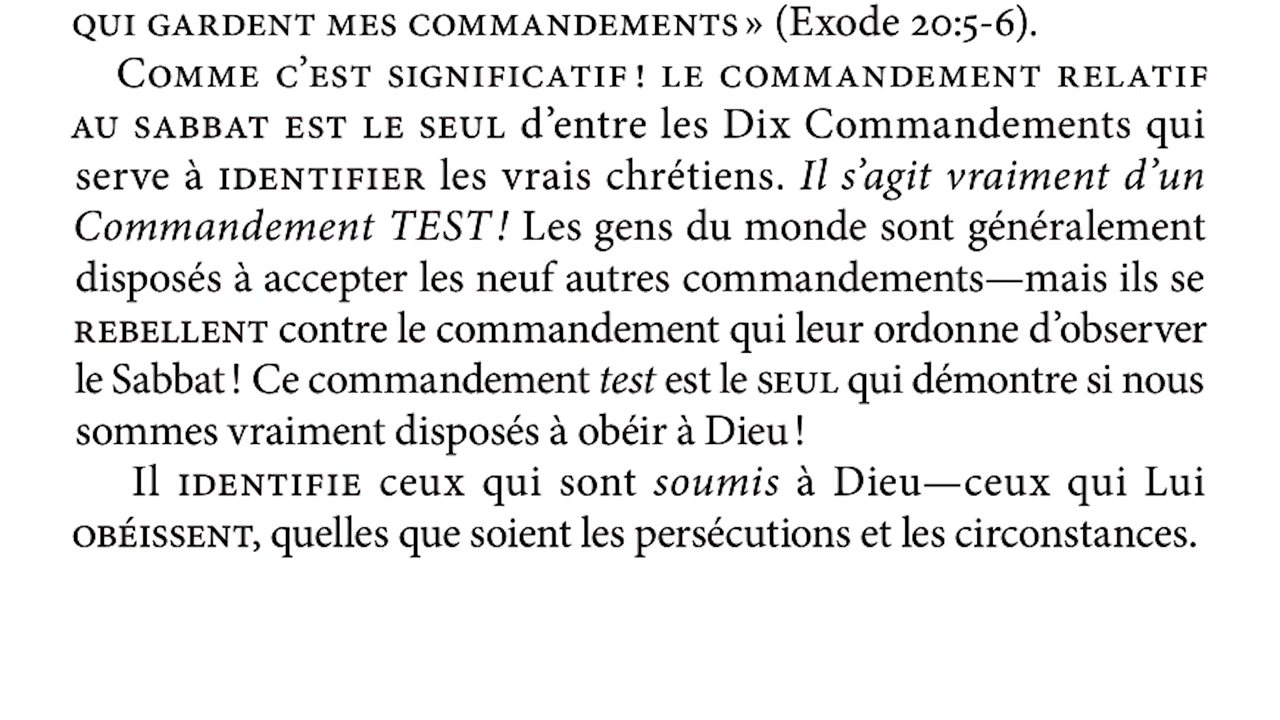 QUI GARDENT MES COMMANDEMENTS » (Exode 20:5-6).
COMME C’EST SIGNIFICATIF ! LE COMMANDEMENT RELATIF
AU SABBAT EST LE SEUL d’entre les Dix Commandements qui
serve à IDENTIFIER les vrais chrétiens. Il s’agit vraiment d’un
Commandement TEST ! Les gens du monde sont généralement
disposés à accepter les neuf autres commandements—mais ils se
REBELLENT contre le commandement qui leur ordonne d’observer
le Sabbat ! Ce commandement test est le SEUL qui démontre si nous
sommes vraiment disposés à obéir à Dieu !
Il IDENTIFIE ceux qui sont soumis à Dieu—ceux qui Lui
OBÉISSENT, quelles que soient les persécutions et les circonstances.